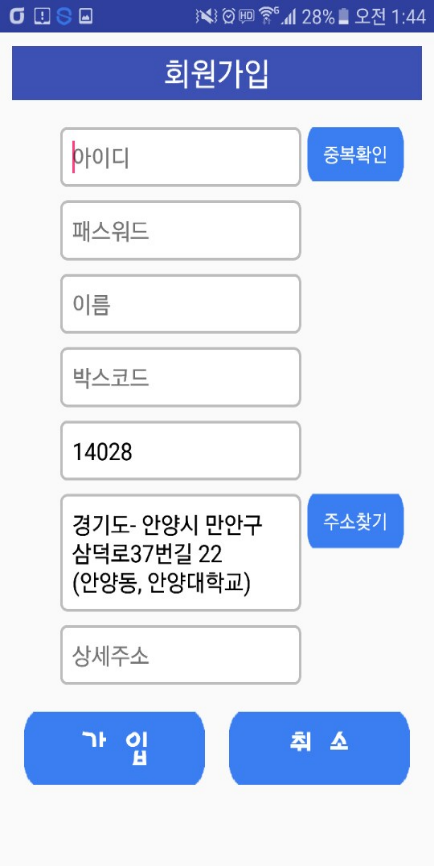 28% 오전 1:44
회원가입
아이디
중복확인
패스워드
이름
박스코드
14028
경기도- 안양시 만안구
삼덕로37번길 22
(안양동, 안양대학교)
주소찾기
상세주소
가 입
취 소